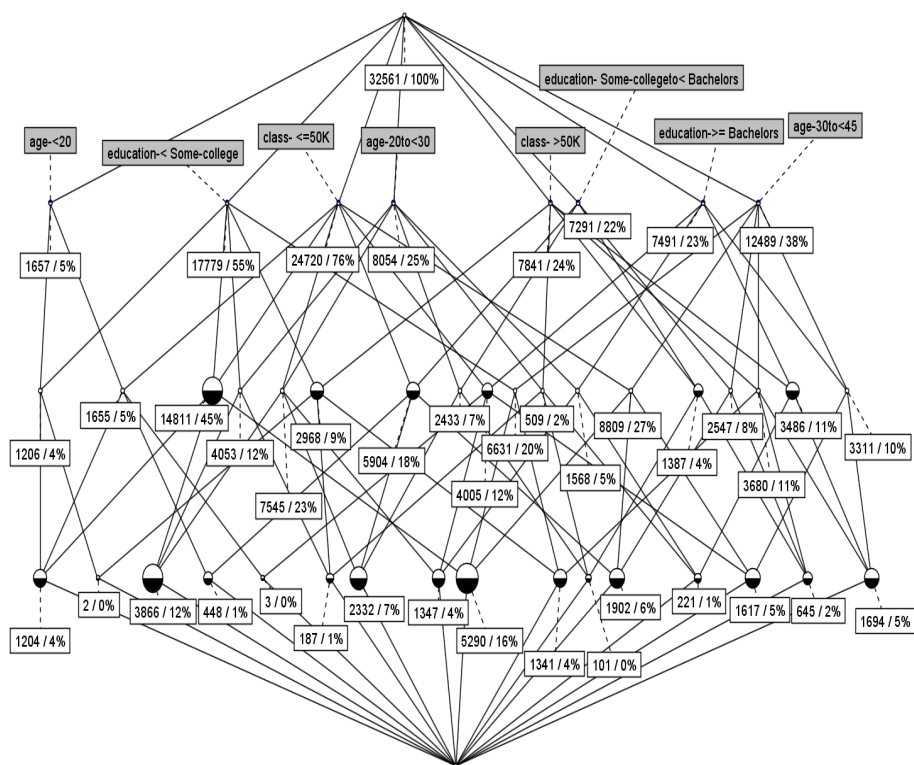 32561 / 100%
education- Some-collegeto< Bachelors
age-<20
education-< Some-college
class- <=50K
age-20to<30
class- >50K
education->= Bachelors
age-30to<45
1657 / 5%
17779 / 55%
24720 / 76%
8054 / 25%
7841 / 24%
7291 / 22%
7491 / 23%
12489 / 38%
1206 / 4%
1655 / 5%
14811 / 45%
4053 / 12%
7545 / 23%
2968 / 9%
5904 / 18%
2433 / 7%
4005 / 12%
6631 / 20%
509 / 2%
1568 / 5%
8809 / 27%
1387 / 4%
2547 / 8%
3680 / 11%
3486 / 11%
3311 / 10%
1204 / 4%
2 / 0%
3866 / 12%
448 / 1%
3 / 0%
187 / 1%
2332 / 7%
1347 / 4%
5290 / 16%
1341 / 4%
101 / 0%
1902 / 6%
221 / 1%
1617 / 5%
645 / 2%
1694 / 5%